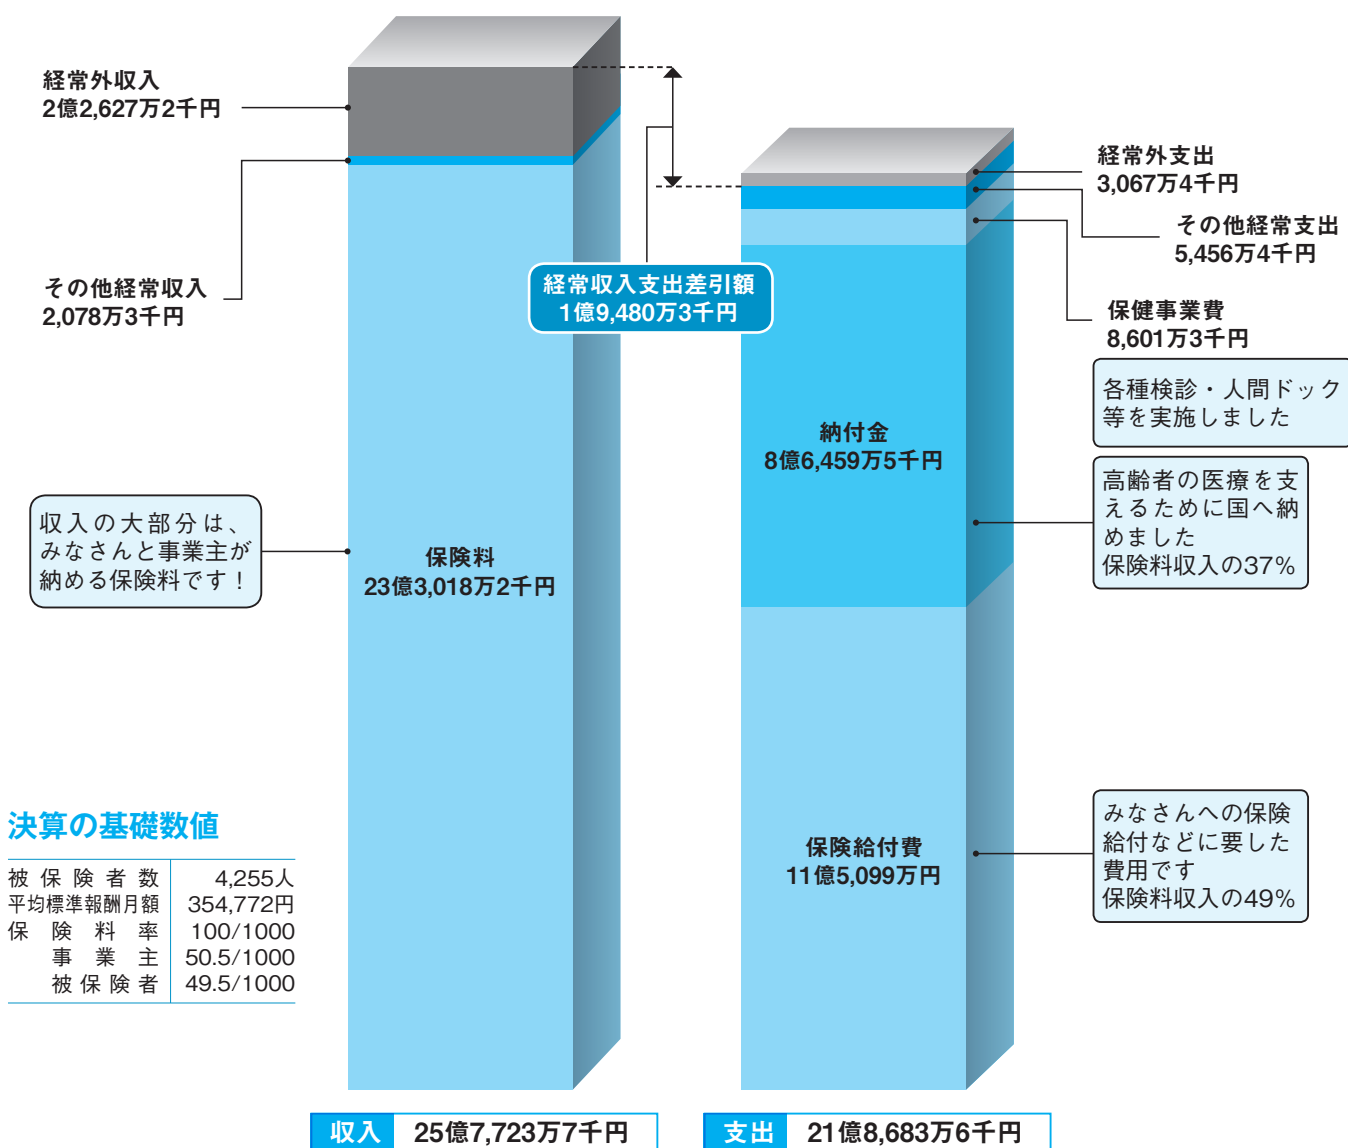 経常外収入
2億2,627万2千円
その他経常収入
2,078万3千円
収入の大部分は、
みなさんと事業主が
納める保険料です！
保険料
23億3,018万2千円
経常収入支出差引額
1億9,480万3千円
経常外支出
3,067万4千円
その他経常支出
5,456万4千円
保健事業費
8,601万3千円
各種検診・人間ドック
等を実施しました
納付金
8億6,459万5千円
高齢者の医療を支
えるために国へ納
めました
保険料収入の37%
保険給付費
11億5,099万円
みなさんへの保険
給付などに要した
費用です
保険料収入の49%
決算の基礎数値
被保険者数 4,255人
平均標準報酬月額 354,772円
保険料率 100/1000
事業主 50.5/1000
被保険者 49.5/1000
収入 25億7,723万7千円
支出 21億8,683万6千円